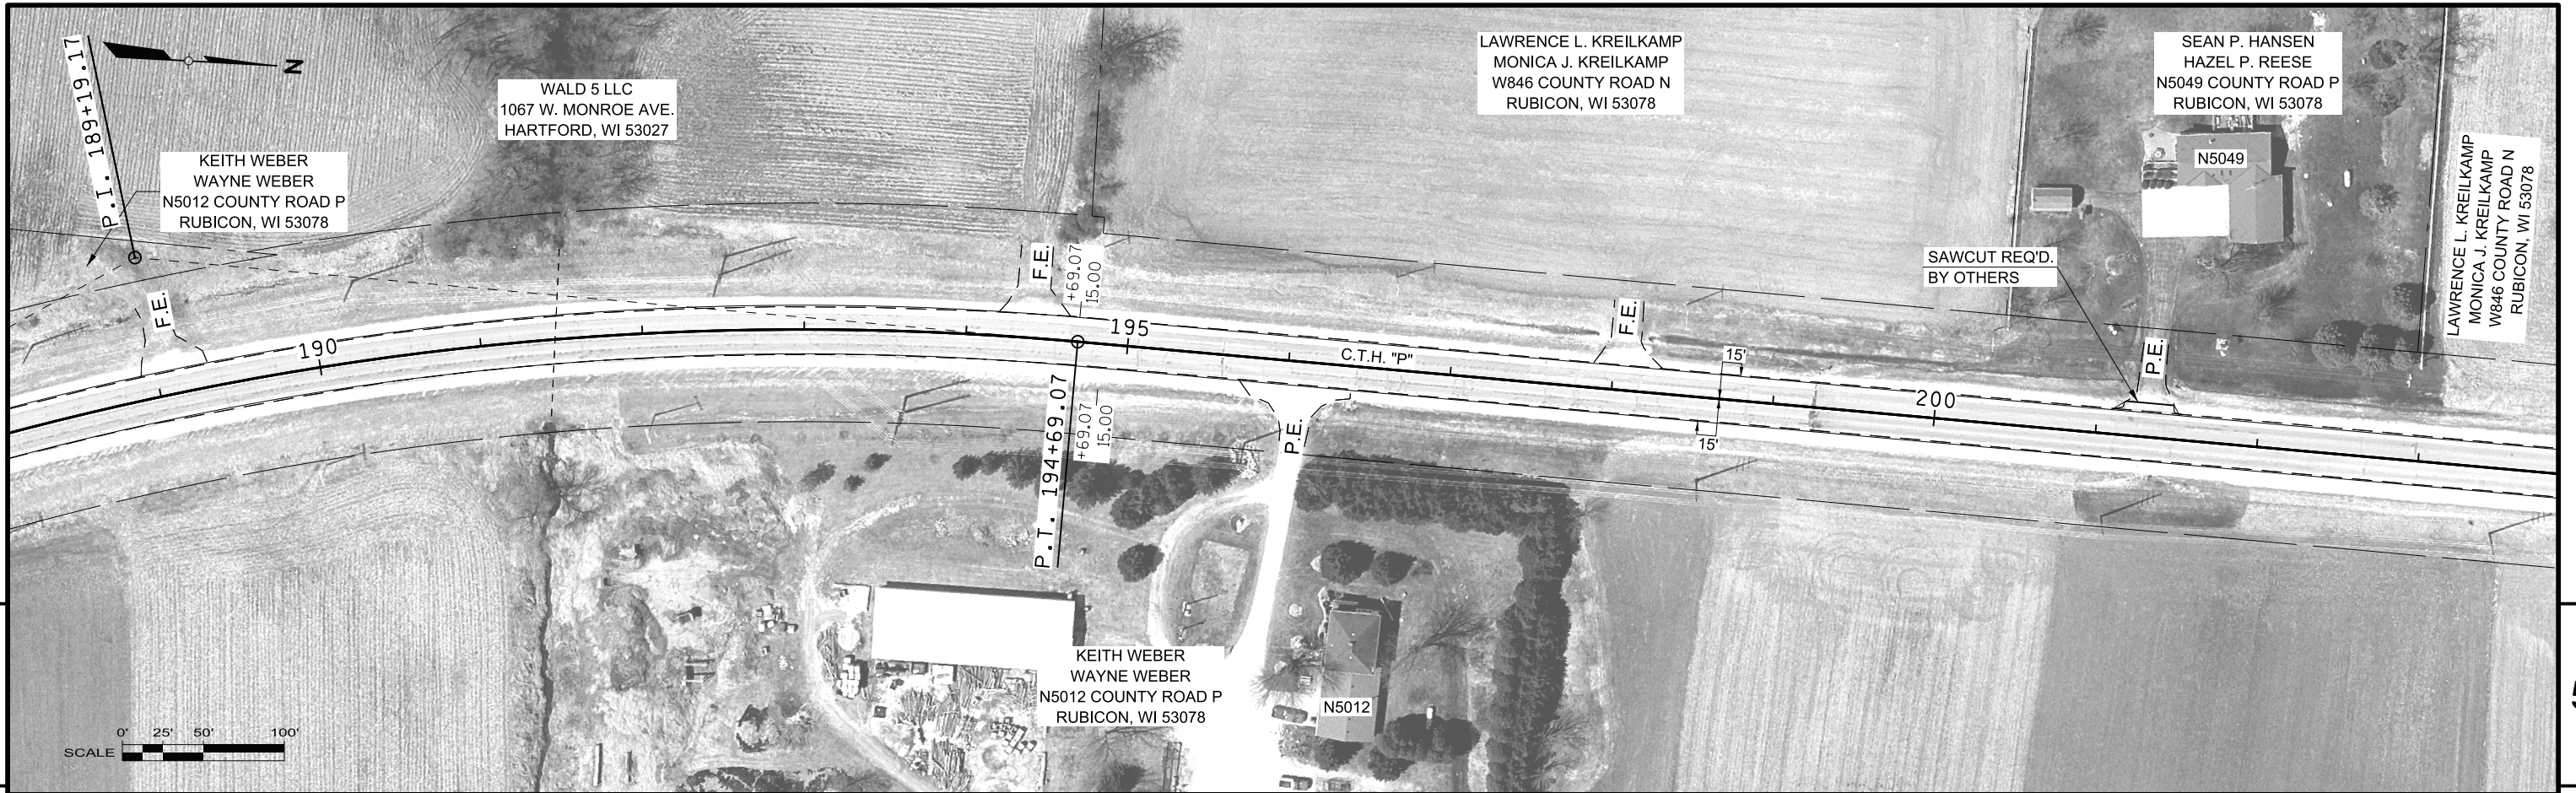 P.I. 189+19.17
N
KEITH WEBER
WAYNE WEBER
N5012 COUNTY ROAD P
RUBICON, WI 53078
WALD 5 LLC
1067 W. MONROE AVE.
HARTFORD, WI 53027
LAWRENCE L. KREILKAMP
MONICA J. KREILKAMP
W846 COUNTY ROAD N
RUBICON, WI 53078
SEAN P. HANSEN
HAZEL P. REESE
N5049 COUNTY ROAD P
RUBICON, WI 53078
N5049
LAWRENCE L. KREILKAMP
MONICA J. KREILKAMP
W846 COUNTY ROAD N
RUBICON, WI 53078
SAWCUT REQ'D.
BY OTHERS
F.E.
F.E.
+69.07
15.00
F.E.
P.E.
190
195
C.T.H. "P"
15'
15'
200
P.T. 194+69.07
+69.07
15.00
P.E.
KEITH WEBER
WAYNE WEBER
N5012 COUNTY ROAD P
RUBICON, WI 53078
N5012
SCALE
0' 25' 50' 100'